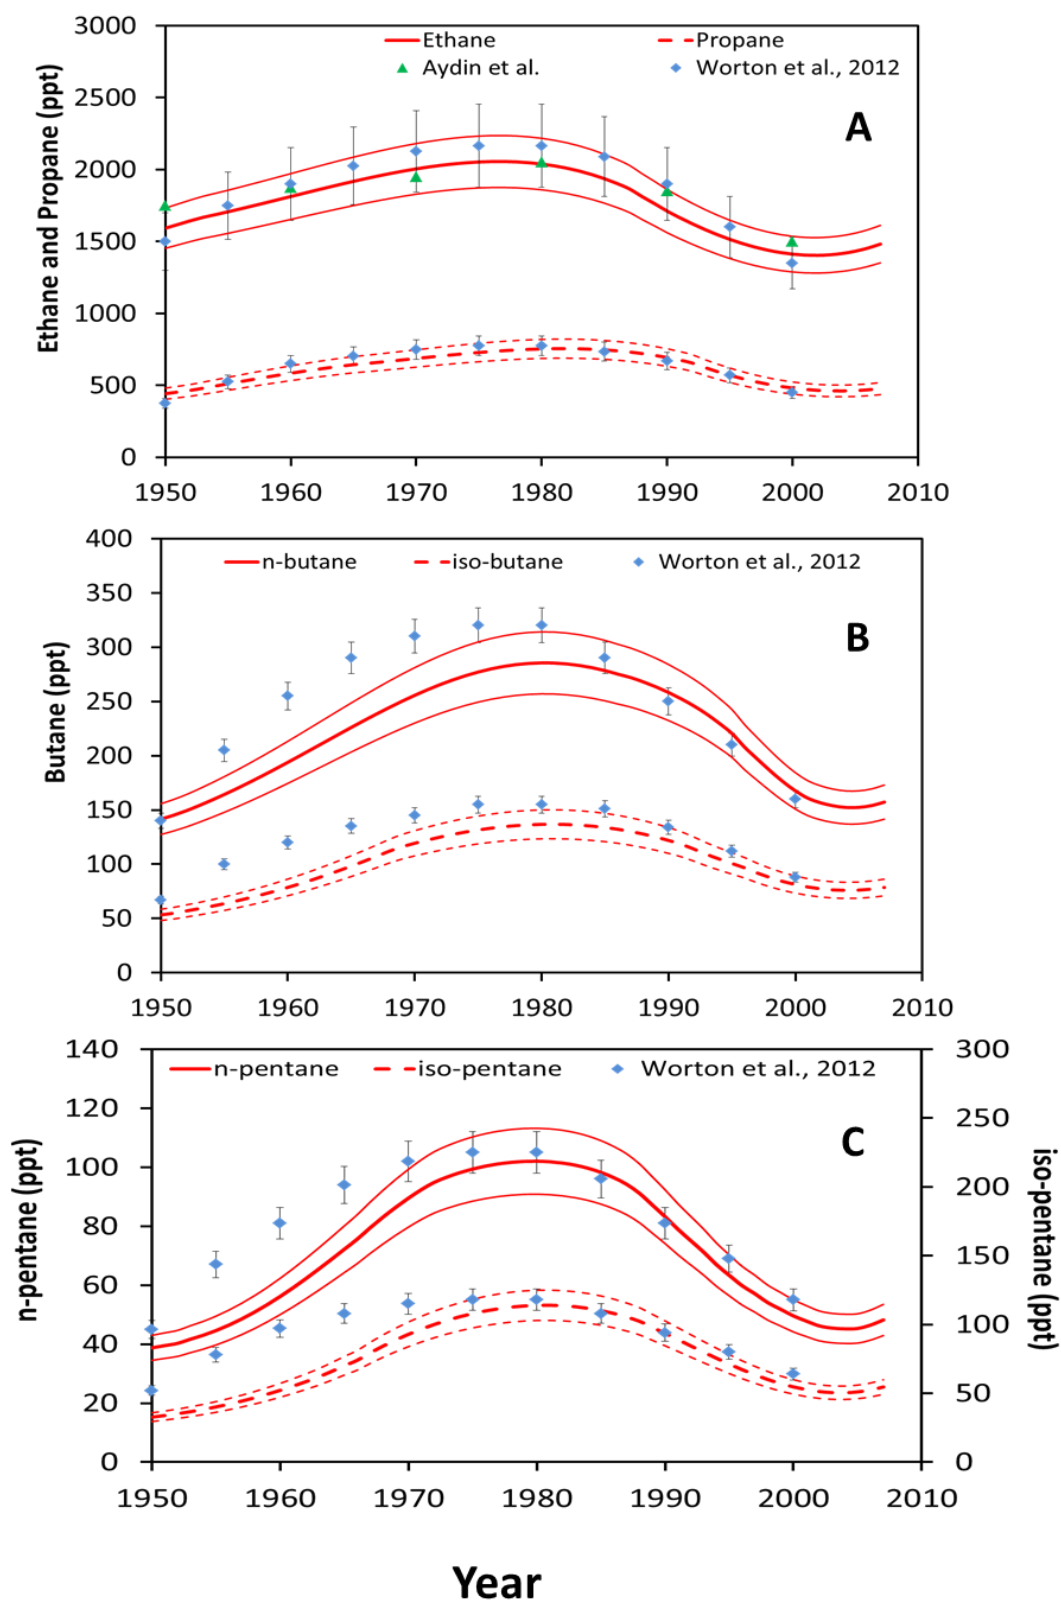 3000
Ethane Propane
Aydin et al. Worton et al., 2012
2500
A
2000
1500
1000
500
0
Ethane and Propane (ppt)
1950 1960 1970 1980 1990 2000 2010
400
n-butane iso-butane Worton et al., 2012
350
B
300
250
200
150
100
50
0
Butane (ppt)
1950 1960 1970 1980 1990 2000 2010
140 300
n-pentane iso-pentane Worton et al., 2012
120 250
C
100 200
80
60 150
40 100
20 50
0 0
n-pentane (ppt)
iso-pentane (ppt)
1950 1960 1970 1980 1990 2000 2010
Year